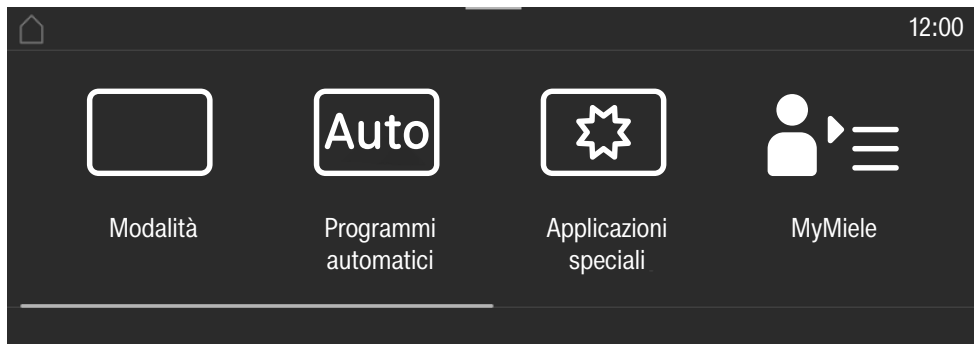 12:00
Auto
Modalità
Programmi
automatici
Applicazioni
speciali
MyMiele